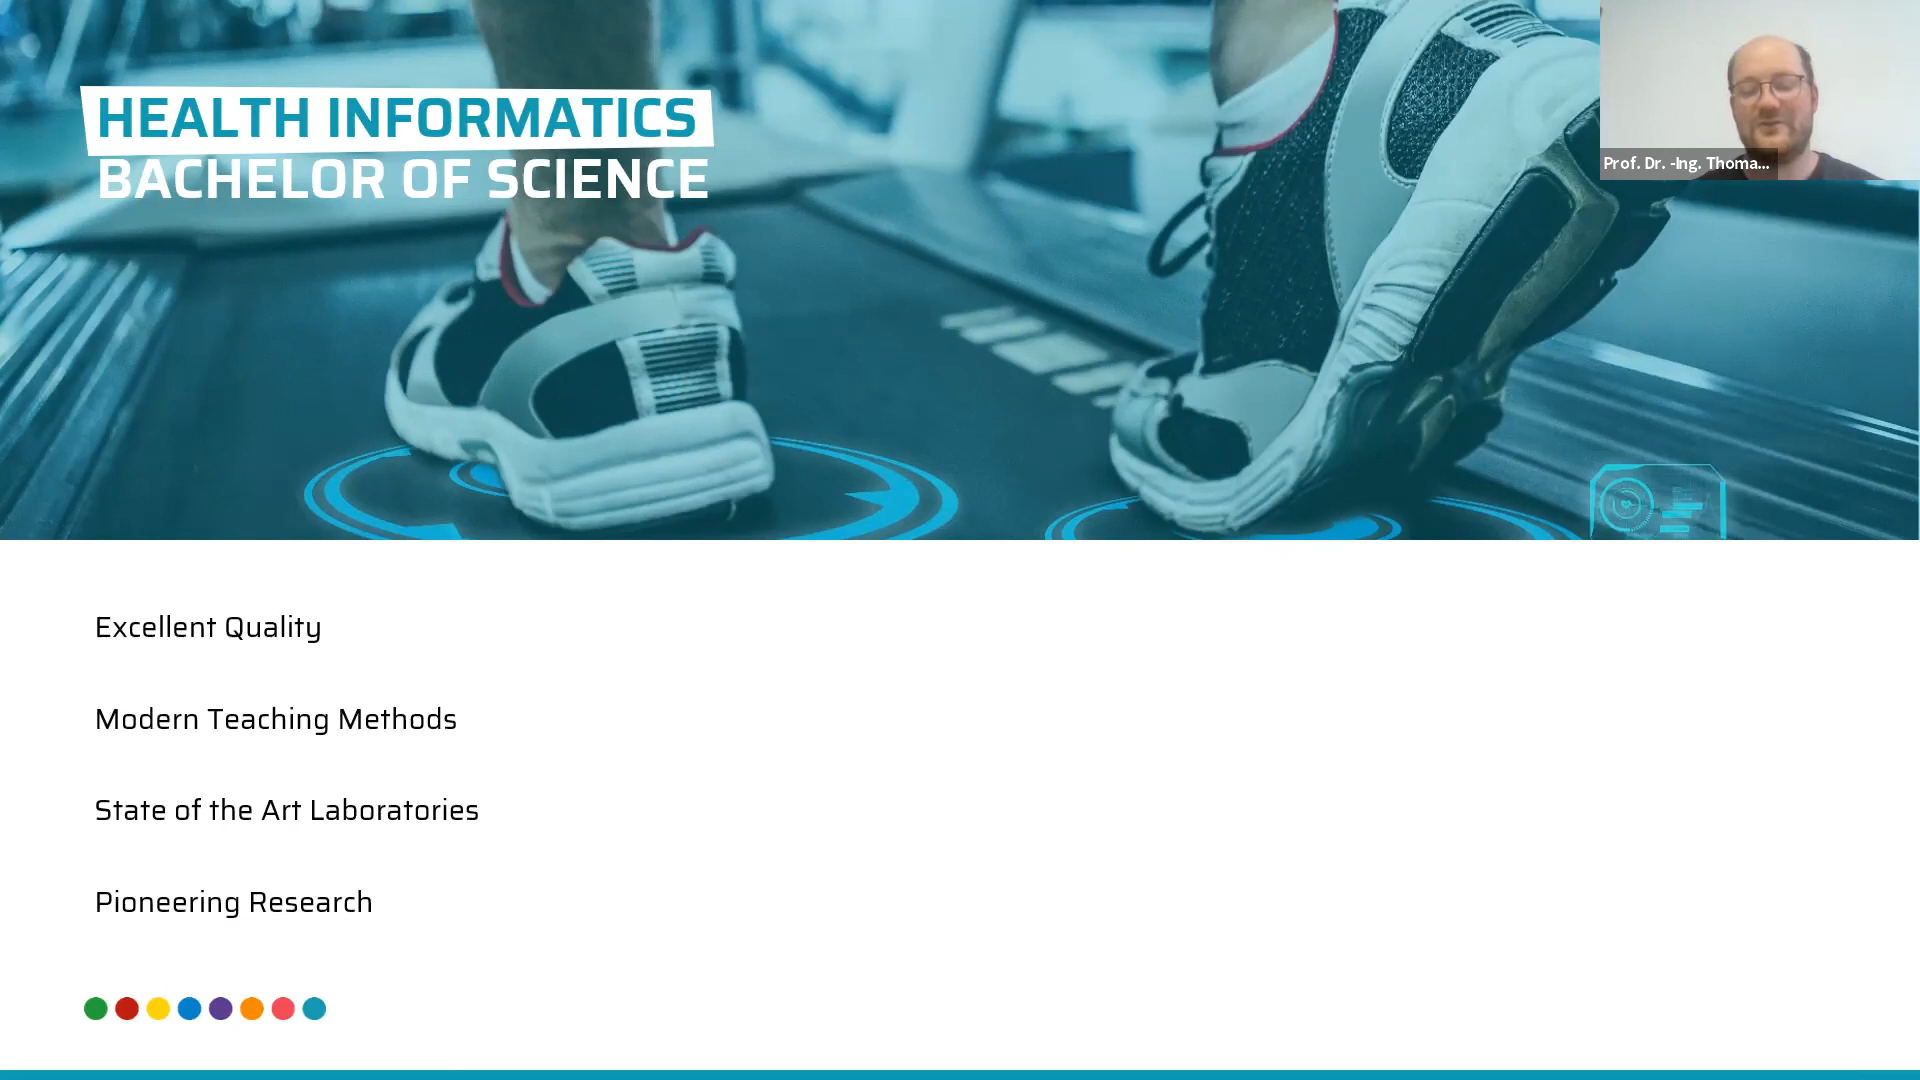 HEALTH INFORMATICS
BACHELOR OF SCIENCE
Prof. Dr. -Ing. Thoma...
Excellent Quality
Modern Teaching Methods
State of the Art Laboratories
Pioneering Research